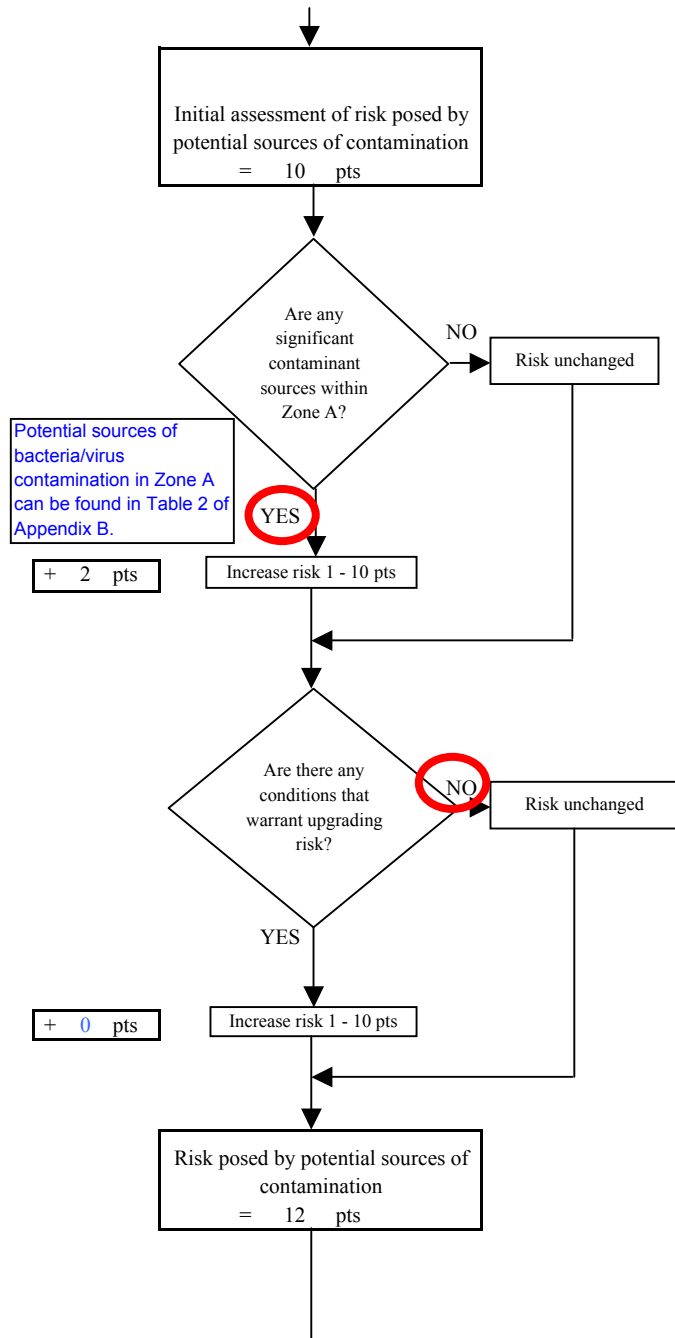 Initial assessment of risk posed by
potential sources of contamination
= 10 pts
Are any
significant
contaminant
sources within
Zone A?
NO
Risk unchanged
Potential sources of
bacteria/virus
contamination in Zone A
can be found in Table 2 of
Appendix B.
YES
+ 2 pts
Increase risk 1 - 10 pts
Are there any
conditions that
warrant upgrading
risk?
NO
Risk unchanged
YES
+ 0 pts
Increase risk 1 - 10 pts
Risk posed by potential sources of
contamination
= 12 pts